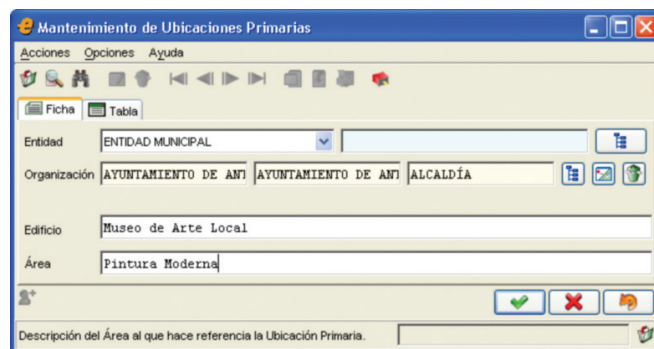 Mantenimiento de Ubicaciones Primarias
Acciones Opciones Ayuda
Ficha Tabla
Entidad ENTIDAD MUNICIPAL
Organización AYUNTAMIENTO DE ANT AYUNTAMIENTO DE ANT ALCALDÍA
Edificio Museo de Arte Local
Área Pintura Moderna
Descripción del Área al que hace referencia la Ubicación Primaria.